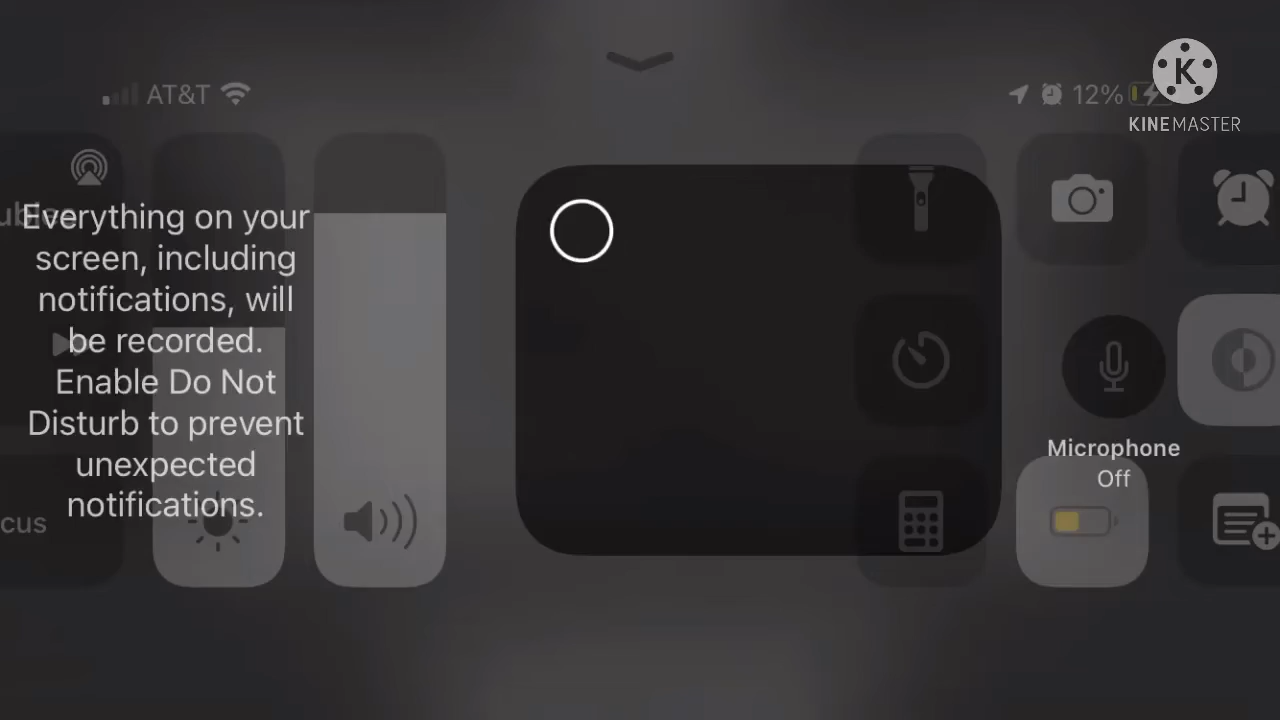 AT&T
12%
K
KINEMASTER
Everything on your
screen, including
notifications, will
be recorded.
Enable Do Not
Disturb to prevent
unexpected
notifications.
cus
Microphone
Off